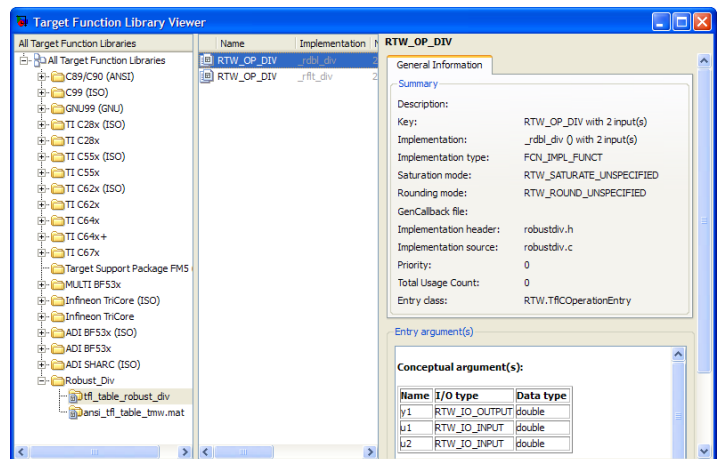 Target Function Library Viewer
All Target Function Libraries
All Target Function Libraries
C89/C90 (ANSI)
C99 (ISO)
GNU99 (GNU)
TI C28x (ISO)
TI C28x
TI C55x (ISO)
TI C55x
TI C62x (ISO)
TI C62x
TI C64x
TI C64x+
TI C67x
Target Support Package FM5
MULTI BF53x
Infineon TriCore (ISO)
Infineon TriCore
ADI BF53x (ISO)
ADI BF53x
ADI SHARC (ISO)
Robust_Div
tfl_table_robust_div
ansi_tfl_table_tmw.mat
Name Implementation N
RTW_OP_DIV _rdbl_div 2
RTW_OP_DIV _rflt_div 2
RTW_OP_DIV
General Information
Summary
Description:
Key: RTW_OP_DIV with 2 input(s)
Implementation: _rdbl_div () with 2 input(s)
Implementation type: FCN_IMPL_FUNCT
Saturation mode: RTW_SATURATE_UNSPECIFIED
Rounding mode: RTW_ROUND_UNSPECIFIED
GenCallback file:
Implementation header: robustdiv.h
Implementation source: robustdiv.c
Priority: 0
Total Usage Count: 0
Entry class: RTW.TflCOperationEntry
Entry argument(s)
Conceptual argument(s):
Name I/O type Data type
y1 RTW_IO_OUTPUT double
u1 RTW_IO_INPUT double
u2 RTW_IO_INPUT double